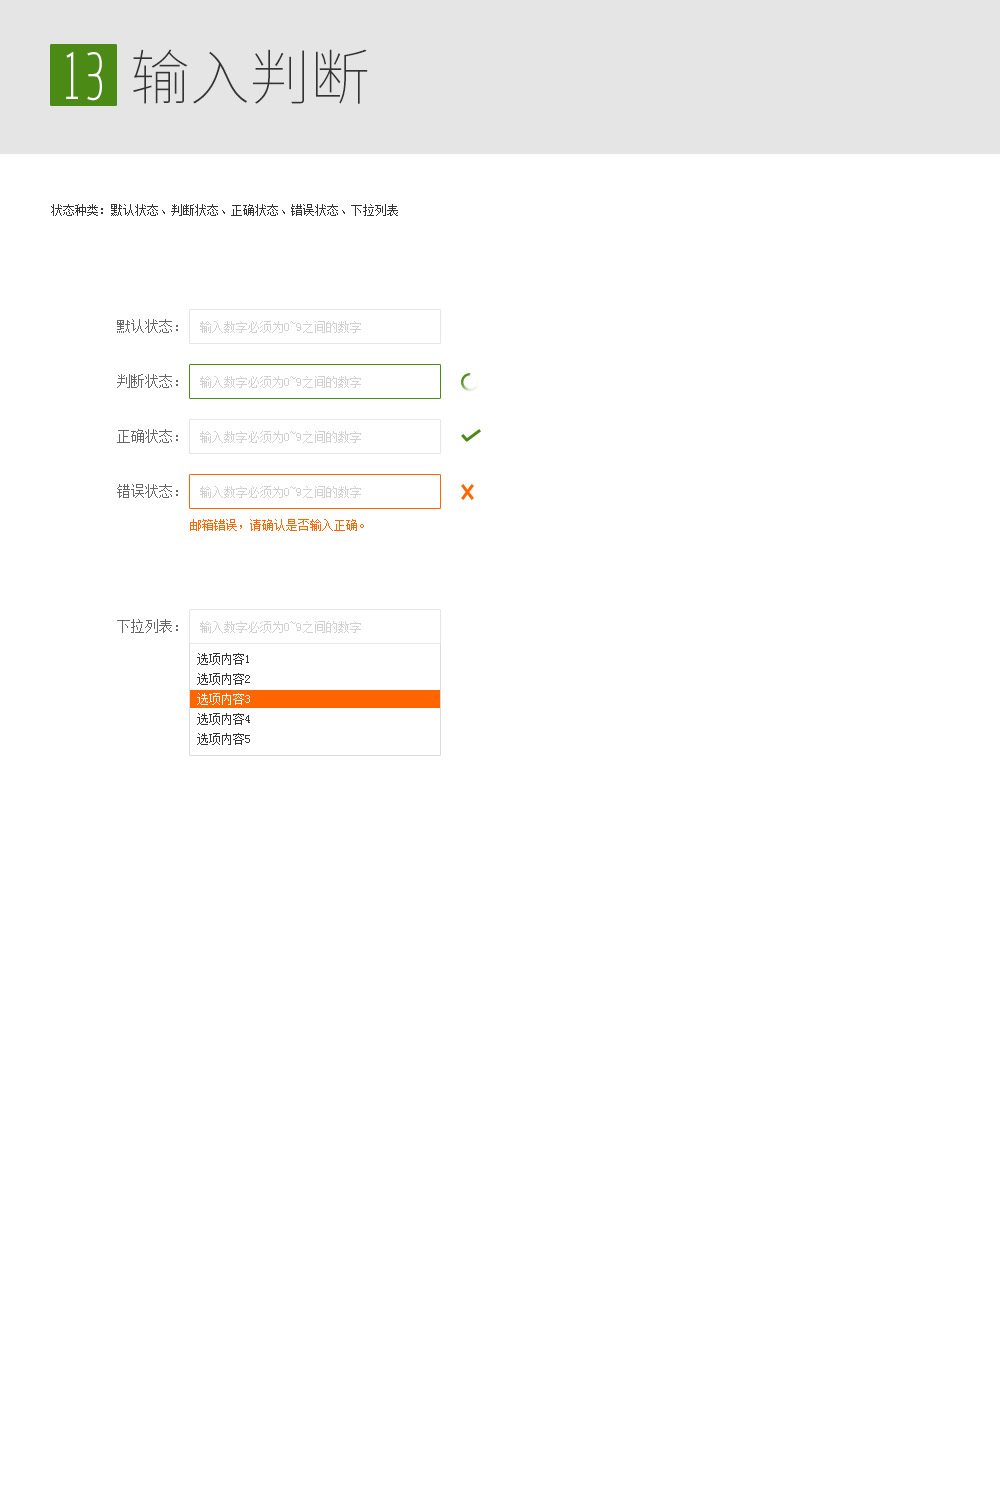 13 输入判断
状态种类：默认状态、判断状态、正确状态、错误状态、下拉列表
默认状态： 输入数字必须为0~9之间的数字
判断状态： 输入数字必须为0~9之间的数字
正确状态： 输入数字必须为0~9之间的数字
错误状态： 输入数字必须为0~9之间的数字
邮箱错误，请确认是否输入正确。
下拉列表： 输入数字必须为0~9之间的数字
选项内容1
选项内容2
选项内容3
选项内容4
选项内容5